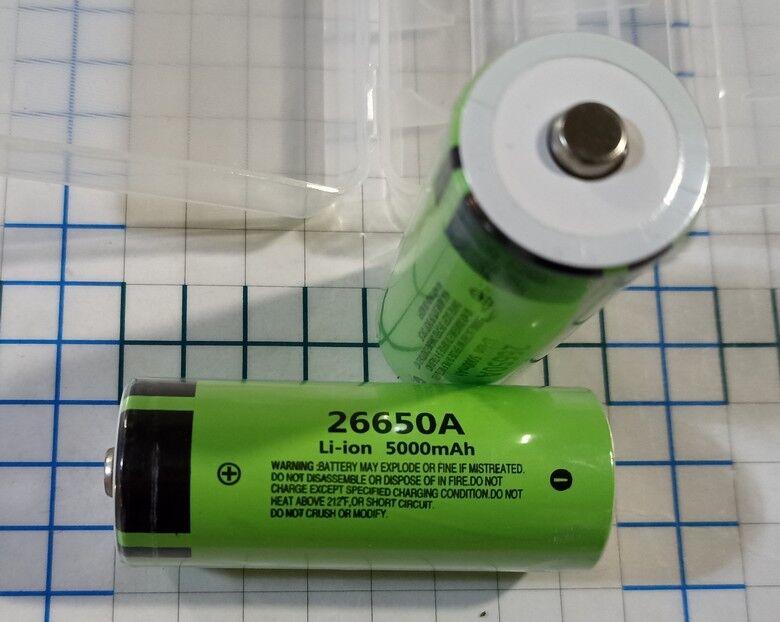 26650A
Li-ion 5000mAh
WARNING :BATTERY MAY EXPLODE OR FINE IF MISTREATED.
DO NOT DISASSEMBLE OR DISPOSE OF IN FIRE.DO NOT
CHARGE EXCEPT SPECIFIED CHARGING CONDITION.DO NOT
HEAT ABOVE 212°F,OR SHORT CIRCUIT.
DO NOT CRUSH OR MODIFY.